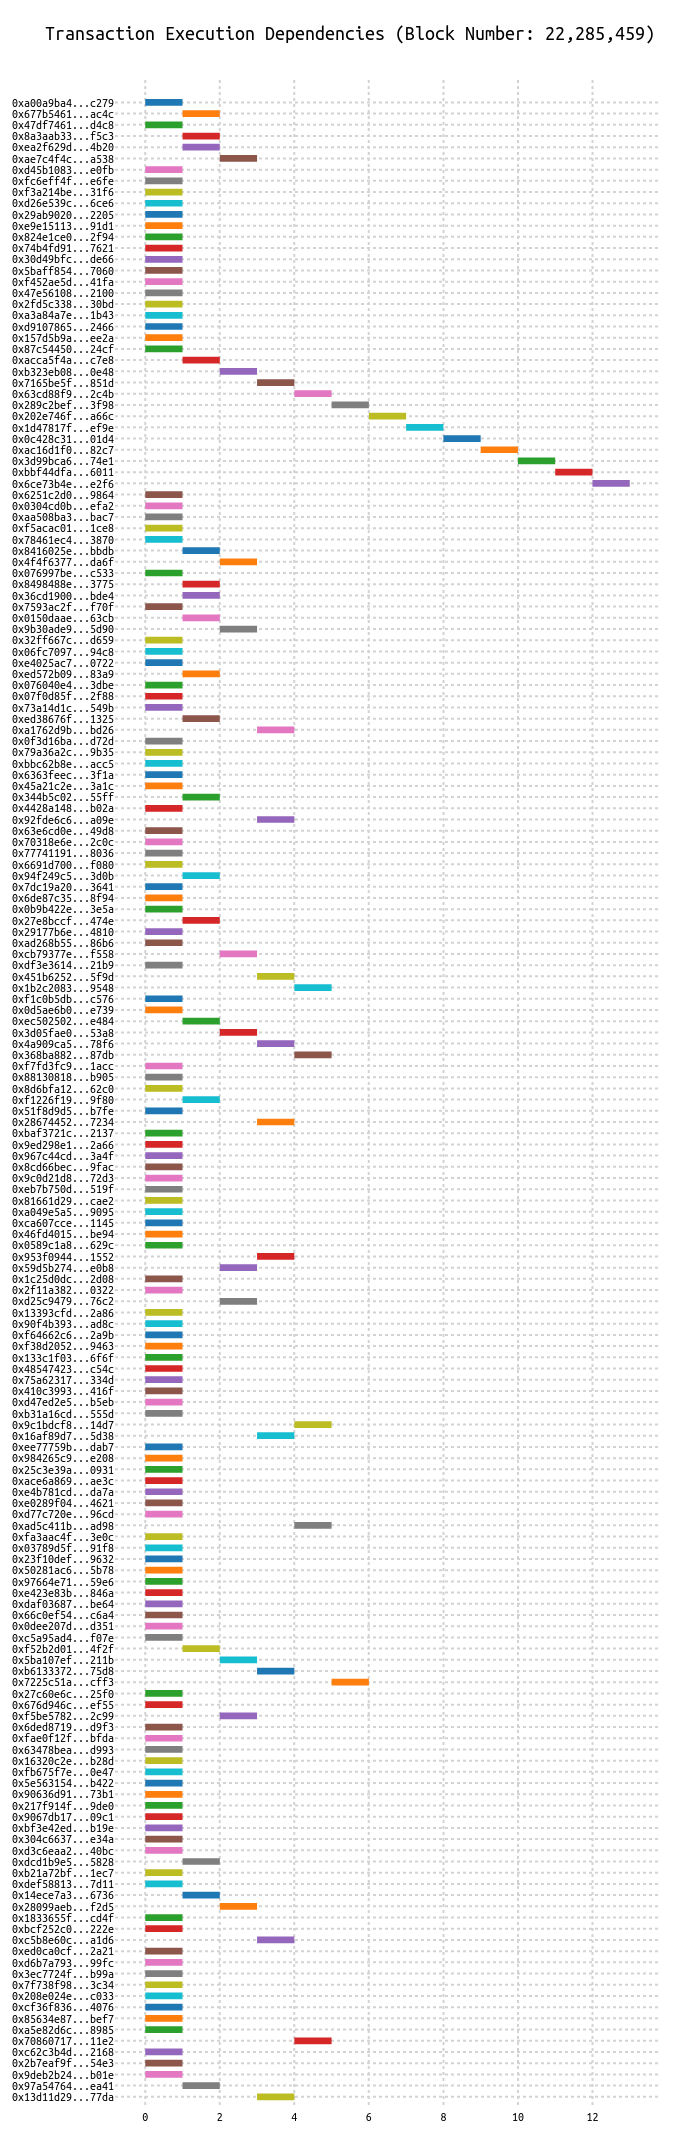 Transaction Execution Dependencies (Block Number: 22,285,459)
0xa00a9ba4...c279
0x677b5461...ac4c
0x47df7461...d4c8
0x8a3aab33...f5c3
0xea2f629d...4b20
0xae7c4f4c...a538
0xd45b1083...e0fb
0xfc6eff4f...e6fe
0xf3a214be...31f6
0xd26e539c...6ce6
0x29ab9020...2205
0xe9e15113...91d1
0x824e1ce0...2f94
0x74b4fd91...7621
0x30d49bfc...de66
0x5baff854...7060
0xf452ae5d...41fa
0x47e56108...2100
0x2fd5c338...30bd
0xa3a84a7e...1b43
0xd9107865...2466
0x157d5b9a...ee2a
0x87c54450...24cf
0xacca5f4a...c7e8
0xb323eb08...0e48
0x7165be5f...851d
0x63cd88f9...2c4b
0x289c2bef...3f98
0x202e746f...a66c
0x1d47817f...ef9e
0x0c428c31...01d4
0xac16d1f0...82c7
0x3d99bca6...74e1
0xbbf44dfa...6011
0x6ce73b4e...e2f6
0x6251c2d0...9864
0x0304cd0b...efa2
0xaa508ba3...bac7
0xf5acac01...1ce8
0x78461ec4...3870
0x8416025e...bbdb
0x4f4f6377...da6f
0x076997be...c533
0x8498488e...3775
0x36cd1900...bde4
0x7593ac2f...f70f
0x0150daae...63cb
0x9b30ade9...5d90
0x32ff667c...d659
0x06fc7097...94c8
0xe4025ac7...0722
0xed572b09...83a9
0x076040e4...3dbe
0x07f0d85f...2f88
0x73a14d1c...549b
0xed38676f...1325
0xa1762d9b...bd26
0x0f3d16ba...d72d
0x79a36a2c...9b35
0xbbc62b8e...acc5
0x6363feec...3f1a
0x45a21c2e...3a1c
0x344b5c02...55ff
0x4428a148...b02a
0x92fde6c6...a09e
0x63e6cd0e...49d8
0x70318e6e...2c0c
0x77741191...8036
0x6691d700...f080
0x94f249c5...3d0b
0x7dc19a20...3641
0x6de87c35...8f94
0x0b9b422e...3e5a
0x27e8bccf...474e
0x29177b6e...4810
0xad268b55...86b6
0xcb79377e...f558
0xdf3e3614...21b9
0x451b6252...5f9d
0x1b2c2083...9548
0xf1c0b5db...c576
0x0d5ae6b0...e739
0xec502502...e484
0x3d05fae0...53a8
0x4a909ca5...78f6
0x368ba882...87db
0xf7fd3fc9...1acc
0x88130818...b905
0x8d6bfa12...62c0
0xf1226f19...9f80
0x51f8d9d5...b7fe
0x28674452...7234
0xbaf3721c...2137
0x9ed298e1...2a66
0x967c44cd...3a4f
0x8cd66bec...9fac
0x9c0d21d8...72d3
0xeb7b750d...519f
0x81661d29...cae2
0xa049e5a5...9095
0xca607cce...1145
0x46fd4015...be94
0x0589c1a8...629c
0x953f0944...1552
0x59d5b274...e0b8
0x1c25d0dc...2d08
0x2f11a382...0322
0xd25c9479...76c2
0x13393cfd...2a86
0x90f4b393...ad8c
0xf64662c6...2a9b
0xf38d2052...9463
0x133c1f03...6f6f
0x48547423...c54c
0x75a62317...334d
0x410c3993...416f
0xd47ed2e5...b5eb
0xb31a16cd...555d
0x9c1bdcf8...14d7
0x16af89d7...5d38
0xee77759b...dab7
0x984265c9...e208
0x25c3e39a...0931
0xace6a869...ae3c
0xe4b781cd...da7a
0xe0289f04...4621
0xd77c720e...96cd
0xad5c411b...ad98
0xfa3aac4f...3e0c
0x03789d5f...91f8
0x23f10def...9632
0x50281ac6...5b78
0x97664e71...59e6
0xe423e83b...846a
0xdaf03687...be64
0x66c0ef54...c6a4
0x0dee207d...d351
0xc5a95ad4...f07e
0xf52b2d01...4f2f
0x5ba107ef...211b
0xb6133372...75d8
0x7225c51a...cff3
0x27c60e6c...25f0
0x676d946c...ef55
0xf5be5782...2c99
0x6ded8719...d9f3
0xfae0f12f...bfda
0x63478bea...d993
0x16320c2e...b28d
0xfb675f7e...0e47
0x5e563154...b422
0x90636d91...73b1
0x217f914f...9de0
0x9067db17...09c1
0xbf3e42ed...b19e
0x304c6637...e34a
0xd3c6eaa2...40bc
0xdcd1b9e5...5828
0xb21a72bf...1ec7
0xdef58813...7d11
0x14ece7a3...6736
0x28099aeb...f2d5
0x1833655f...cd4f
0xbcf252c0...222e
0xc5b8e60c...a1d6
0xed0ca0cf...2a21
0xd6b7a793...99fc
0x3ec7724f...b99a
0x7f738f98...3c34
0x208e024e...c033
0xcf36f836...4076
0x85634e87...bef7
0xa5e82d6c...8985
0x70860717...11e2
0xc62c3b4d...2168
0x2b7eaf9f...54e3
0x9deb2b24...b01e
0x97a54764...ea41
0x13d11d29...77da
0 2 4 6 8 10 12